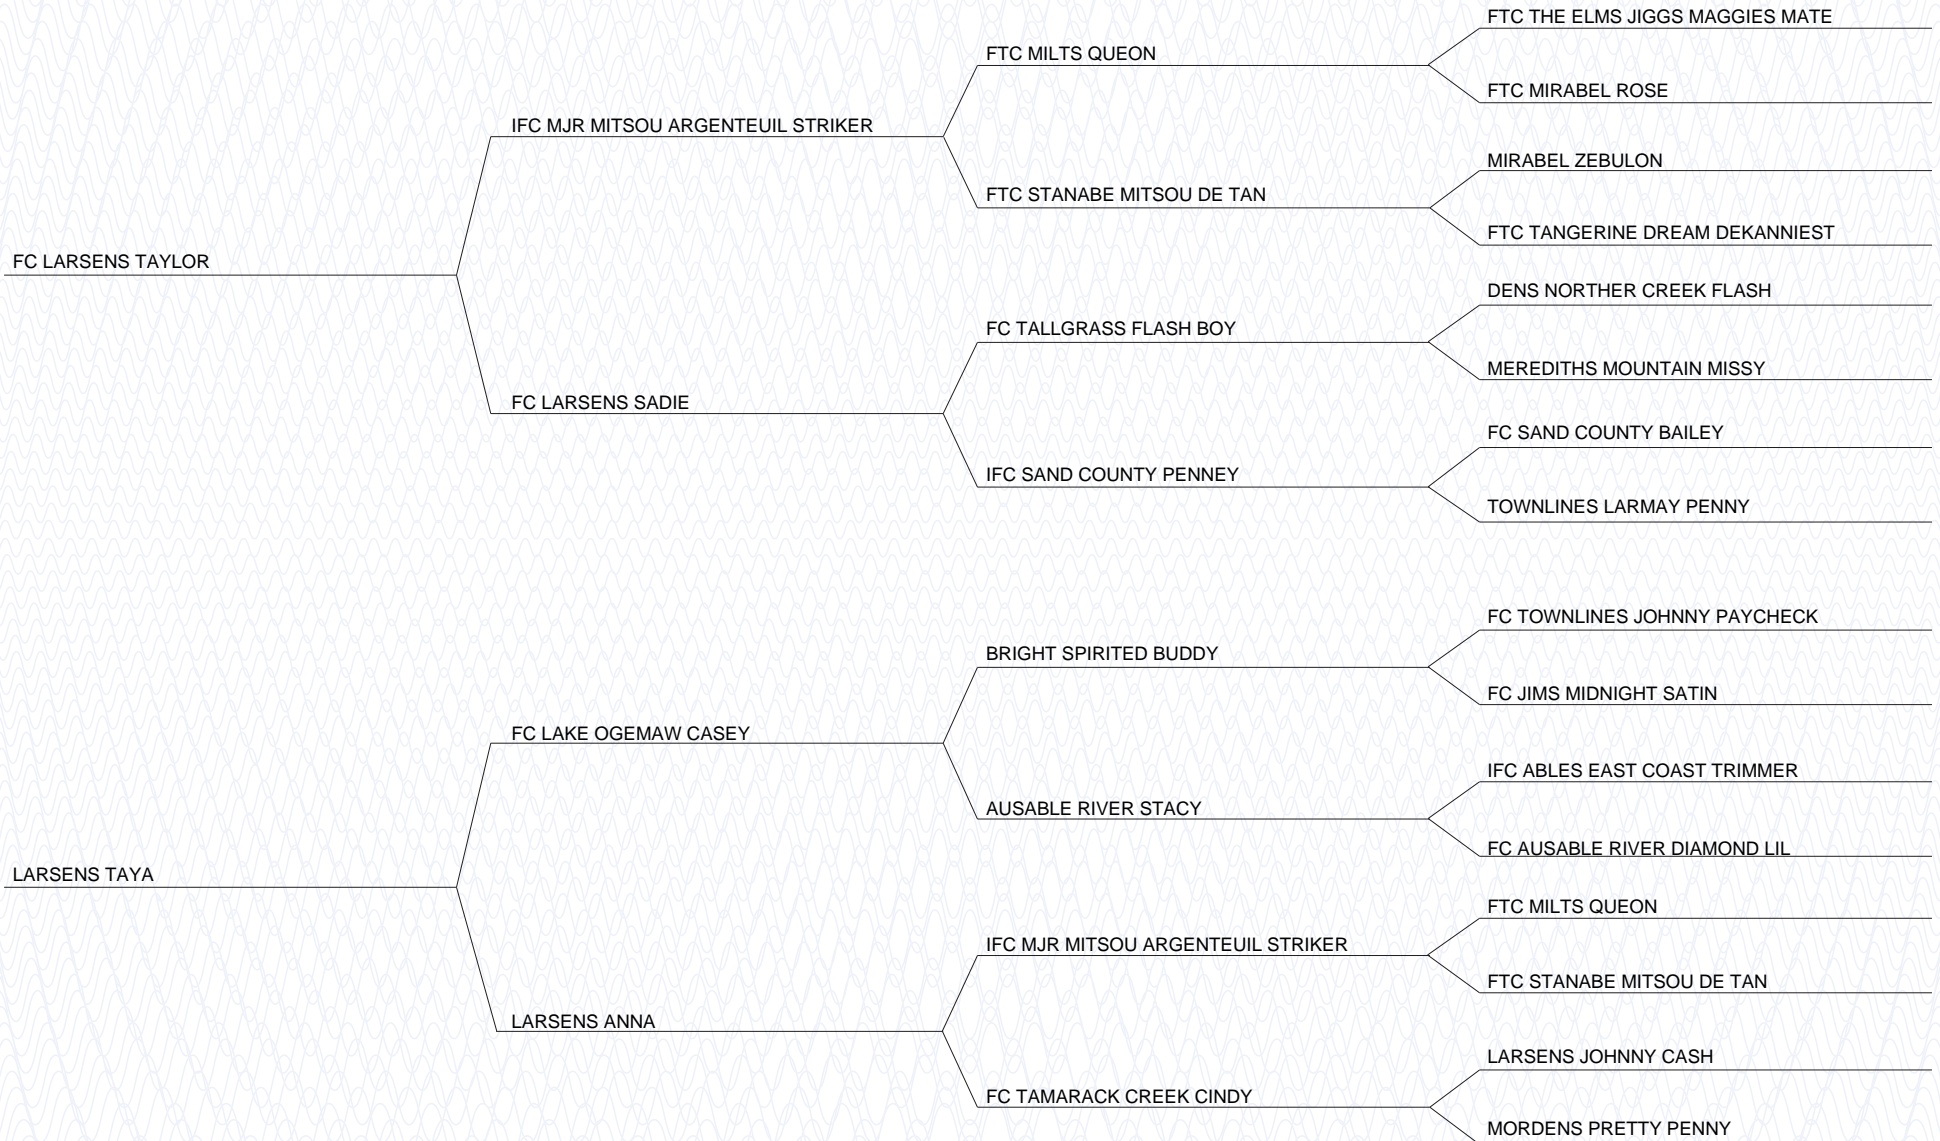 FTC THE ELMS JIGGS MAGGIES MATE
FTC MILTS QUEON
FTC MIRABEL ROSE
IFC MJR MITSOU ARGENTEUIL STRIKER
MIRABEL ZEBULON
FTC STANABE MITSOU DE TAN
FTC TANGERINE DREAM DEKANNIEST
FC LARSENS TAYLOR
DENS NORTHER CREEK FLASH
FC TALLGRASS FLASH BOY
MEREDITHS MOUNTAIN MISSY
FC LARSENS SADIE
FC SAND COUNTY BAILEY
IFC SAND COUNTY PENNEY
TOWNLINES LARMAY PENNY
FC TOWNLINES JOHNNY PAYCHECK
BRIGHT SPIRITED BUDDY
FC JIMS MIDNIGHT SATIN
FC LAKE OGEMAW CASEY
IFC ABLES EAST COAST TRIMMER
AUSABLE RIVER STACY
FC AUSABLE RIVER DIAMOND LIL
LARSENS TAYA
FTC MILTS QUEON
IFC MJR MITSOU ARGENTEUIL STRIKER
FTC STANABE MITSOU DE TAN
LARSENS ANNA
LARSENS JOHNNY CASH
FC TAMARACK CREEK CINDY
MORDENS PRETTY PENNY